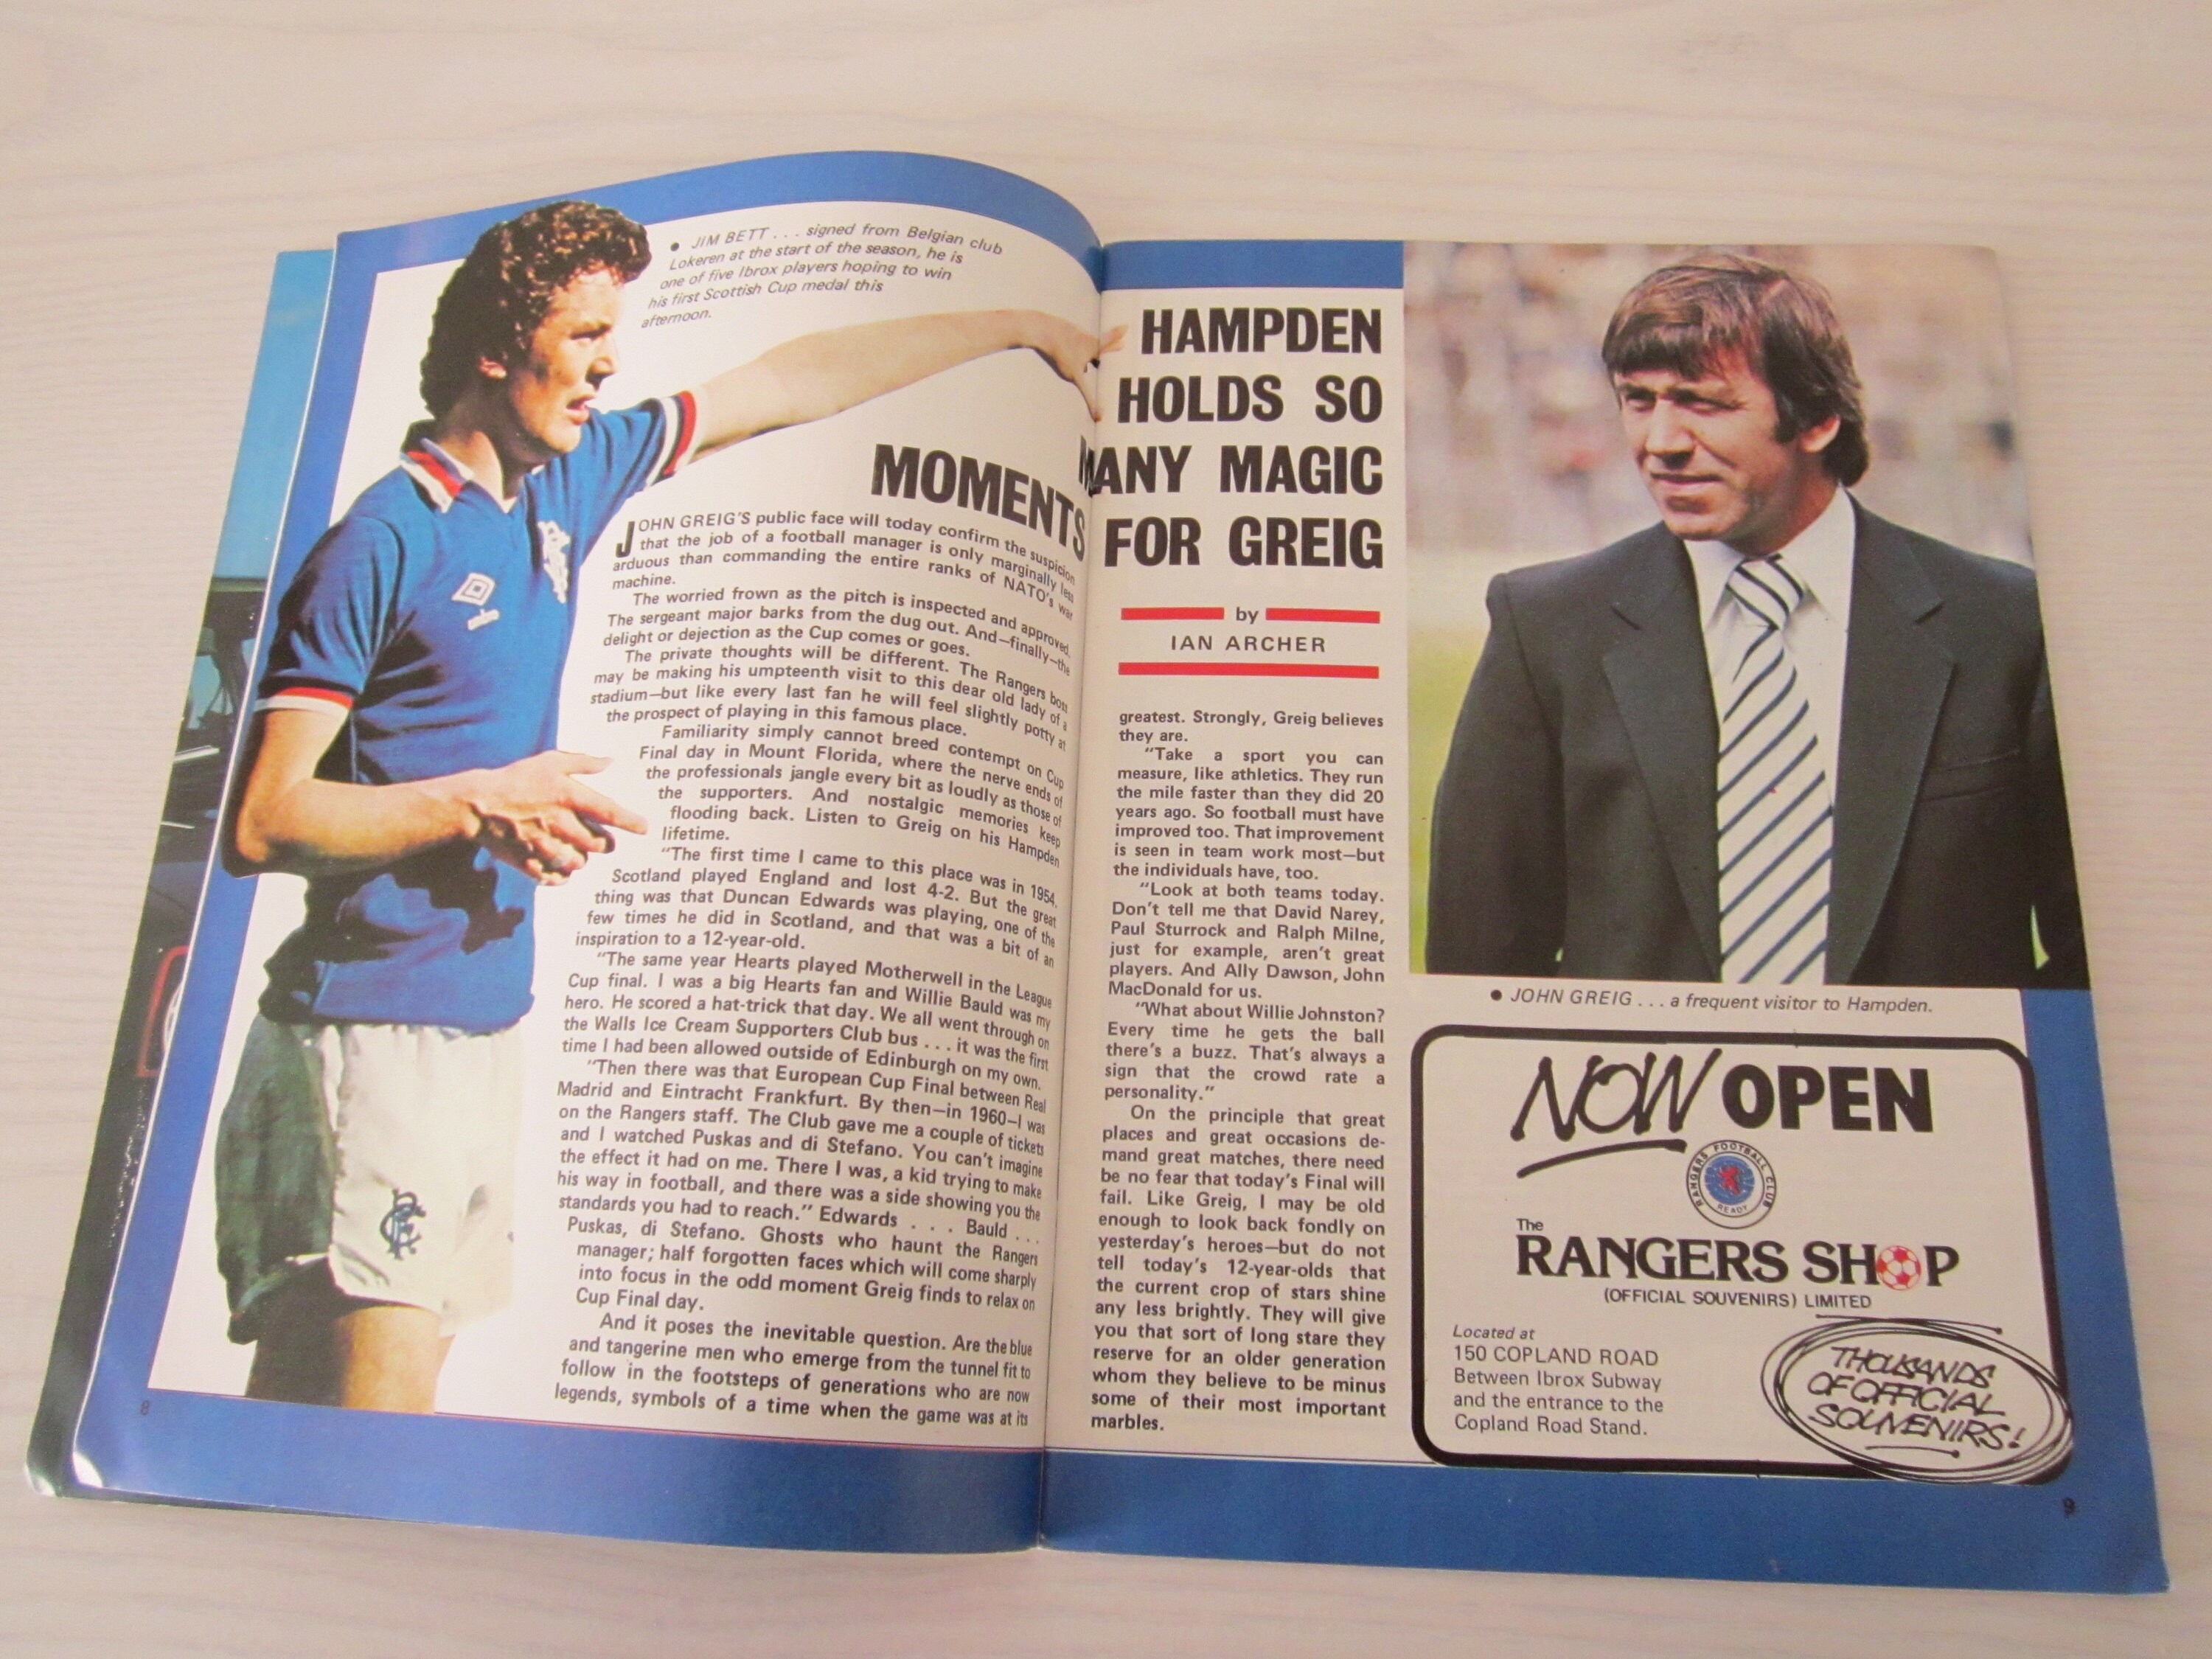 ● JIM BETT . . . signed from Belgian club
Lokeren at the start of the season, he is
one of five Ibrox players hoping to win
his first Scottish Cup medal this
afternoon.
HAMPDEN
HOLDS SO
MANY MAGIC
MOMENTS
FOR GREIG
by
IAN ARCHER
JOHN GREIG'S public face will today confirm the suspicion
that the job of a football manager is only marginally less
arduous than commanding the entire ranks of NATO's war
machine.
The worried frown as the pitch is inspected and approved.
The sergeant major barks from the dug out. And—finally—the
delight or dejection as the Cup comes or goes.
The private thoughts will be different. The Rangers boss
may be making his umpteenth visit to this dear old lady of a
stadium—but like every last fan he will feel slightly potty at
the prospect of playing in this famous place.
Familiarity simply cannot breed contempt on Cup
Final day in Mount Florida, where the nerve ends of
the professionals jangle every bit as loudly as those of
the supporters. And nostalgic memories keep
flooding back. Listen to Greig on his Hampden
lifetime.
"The first time I came to this place was in 1954.
Scotland played England and lost 4-2. But the great
thing was that Duncan Edwards was playing, one of the
few times he did in Scotland, and that was a bit of an
inspiration to a 12-year-old.
"The same year Hearts played Motherwell in the League
Cup final. I was a big Hearts fan and Willie Bauld was my
hero. He scored a hat-trick that day. We all went through on
the Walls Ice Cream Supporters Club bus . . . it was the first
time I had been allowed outside of Edinburgh on my own.
"Then there was that European Cup Final between Real
Madrid and Eintracht Frankfurt. By then—in 1960—I was
on the Rangers staff. The Club gave me a couple of tickets
and I watched Puskas and di Stefano. You can't imagine
the effect it had on me. There I was, a kid trying to make
his way in football, and there was a side showing you the
standards you had to reach." Edwards . . . Bauld . . .
Puskas, di Stefano. Ghosts who haunt the Rangers
manager; half forgotten faces which will come sharply
into focus in the odd moment Greig finds to relax on
Cup Final day.
And it poses the inevitable question. Are the blue
and tangerine men who emerge from the tunnel fit to
follow in the footsteps of generations who are now
legends, symbols of a time when the game was at its
greatest. Strongly, Greig believes
they are.
"Take a sport you can
measure, like athletics. They run
the mile faster than they did 20
years ago. So football must have
improved too. That improvement
is seen in team work most—but
the individuals have, too.
"Look at both teams today.
Don't tell me that David Narey,
Paul Sturrock and Ralph Milne,
just for example, aren't great
players. And Ally Dawson, John
MacDonald for us.
"What about Willie Johnston?
Every time he gets the ball
there's a buzz. That's always a
sign that the crowd rate a
personality."
On the principle that great
places and great occasions de-
mand great matches, there need
be no fear that today's Final will
fail. Like Greig, I may be old
enough to look back fondly on
yesterday's heroes—but do not
tell today's 12-year-olds that
the current crop of stars shine
any less brightly. They will give
you that sort of long stare they
reserve for an older generation
whom they believe to be minus
some of their most important
marbles.
● JOHN GREIG . . . a frequent visitor to Hampden.
NOW OPEN
RANGERS FOOTBALL CLUB
READY
The
RANGERS SHOP
(OFFICIAL SOUVENIRS) LIMITED
Located at
150 COPLAND ROAD
Between Ibrox Subway
and the entrance to the
Copland Road Stand.
THOUSANDS
OF OFFICIAL
SOUVENIRS!
umbro
8
9